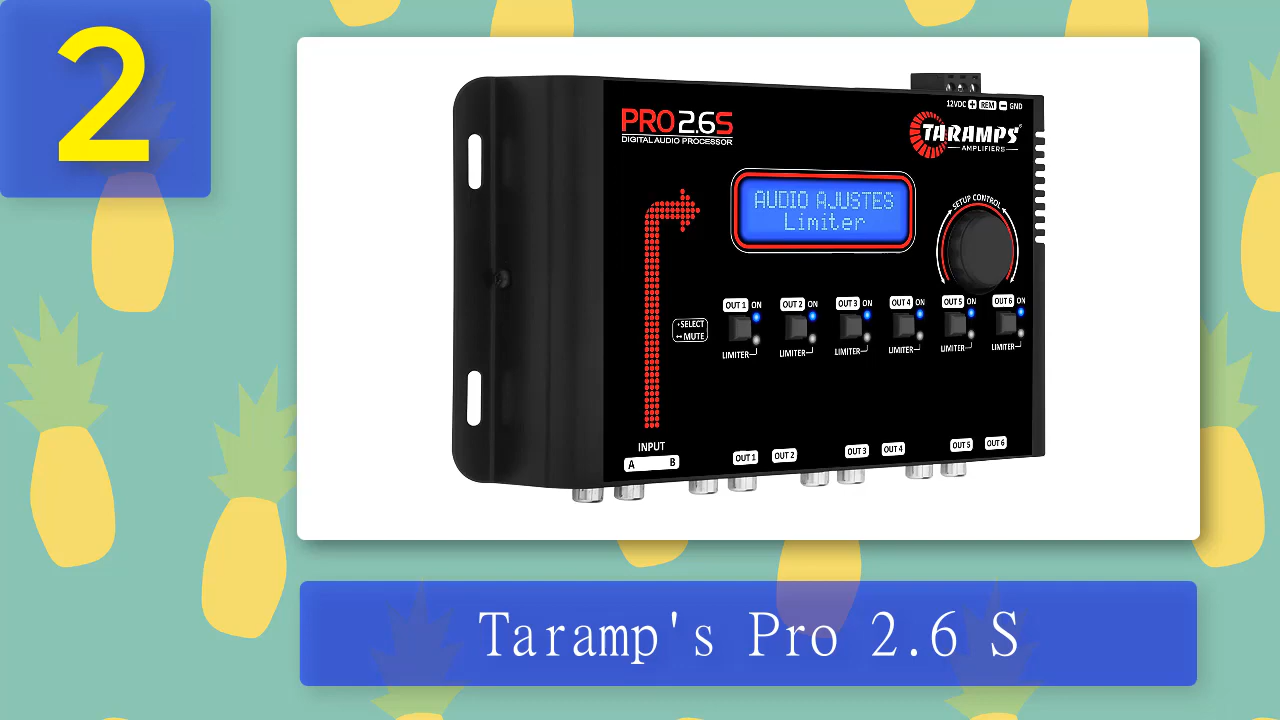 2
PRO 2.6S
DIGITAL AUDIO PROCESSOR
12VDC + REM - GND
TARAMPS
AMPLIFIERS
AUDIO AJUSTES
Limiter
SETUP CONTROL
OUT 1 ON OUT 2 ON OUT 3 ON OUT 4 ON OUT 5 ON OUT 6 ON
•SELECT
↔ MUTE
LIMITER LIMITER LIMITER LIMITER LIMITER LIMITER
INPUT
A B
OUT 1 OUT 2 OUT 3 OUT 4 OUT 5 OUT 6
Taramp's Pro 2.6 S